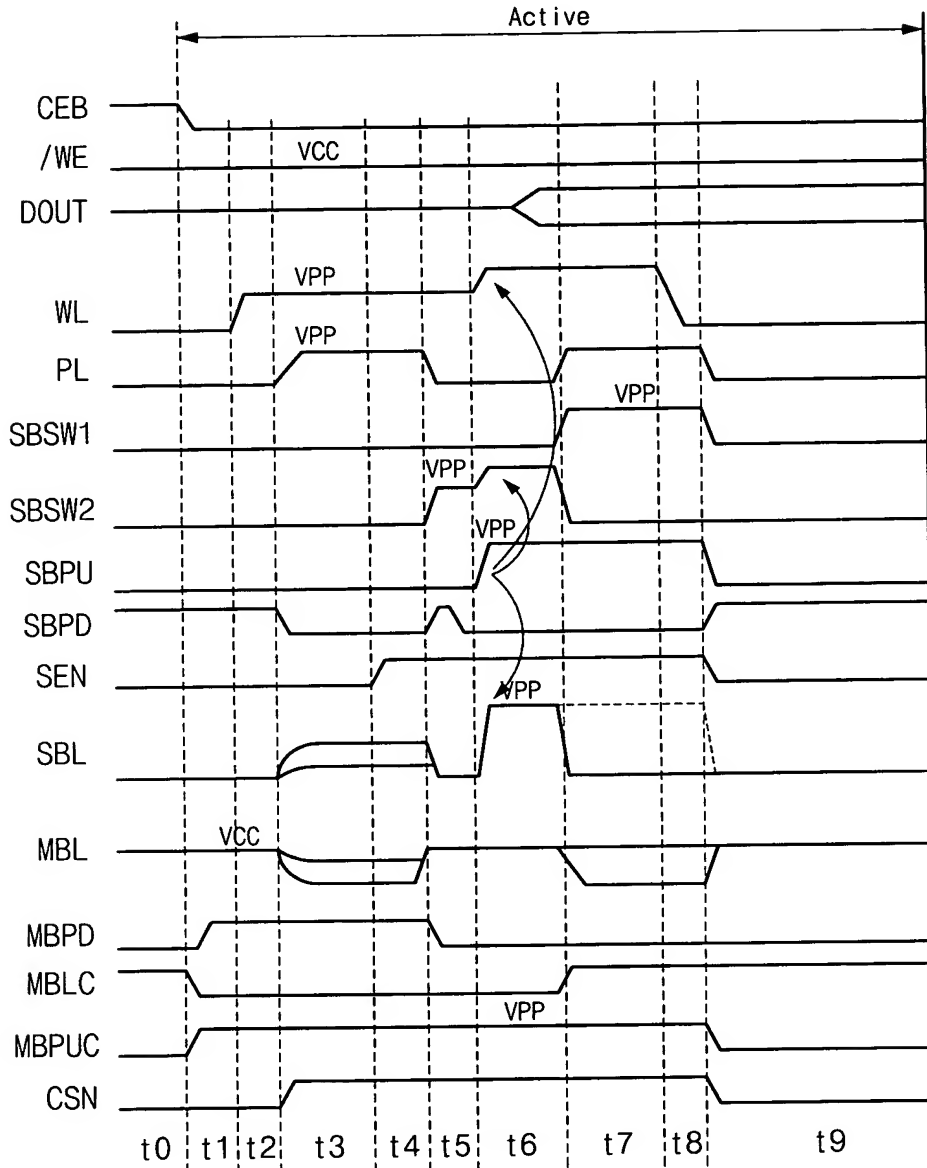 Active
CEB
/WE VCC
DOUT
WL VPP
PL VPP
SBSW1 VPP
SBSW2 VPP
SBPU VPP
SBPD
SEN
SBL VPP
MBL VCC
MBPD
MBLC
MBPUC VPP
CSN
t0 t1 t2 t3 t4 t5 t6 t7 t8 t9